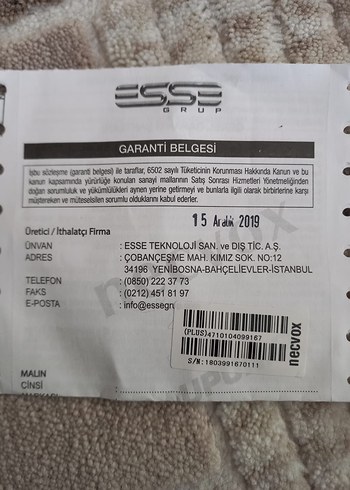 ESSE
GRUP
GARANTİ BELGESİ
İşbu sözleşme (garanti belgesi) ile taraflar, 6502 sayılı Tüketicinin Korunması Hakkında Kanun ve bu
kanun kapsamında yürürlüğe konulan sanayi mallarının Satış Sonrası Hizmetleri Yönetmeliğinden
doğan sorumluluk ve yükümlülükleri aynen yerine getirmeyi ve bunlarla ilgili olarak birbirlerine karşı
müştereken ve müteselsilen sorumlu olduklarını kabul ederler.
15 Aralık 2019
Üretici / İthalatçı Firma
ÜNVAN : ESSE TEKNOLOJİ SAN. ve DIŞ TİC. A.Ş.
ADRES : ÇOBANÇEŞME MAH. KIMIZ SOK. NO:12
34196 YENİBOSNA-BAHÇELİEVLER-İSTANBUL
TELEFON : (0850) 222 37 73
FAKS : (0212) 451 81 97
E-POSTA : info@essegr
(PLUS)4710104099167
S/N:1803991670111
necvox
MALIN
CİNSİ